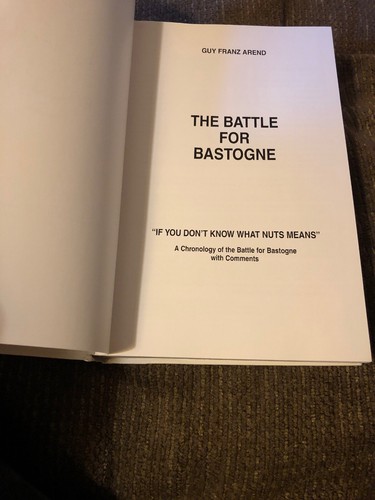 GUY FRANZ AREND
THE BATTLE
FOR
BASTOGNE
"IF YOU DON'T KNOW WHAT NUTS MEANS"
A Chronology of the Battle for Bastogne
with Comments